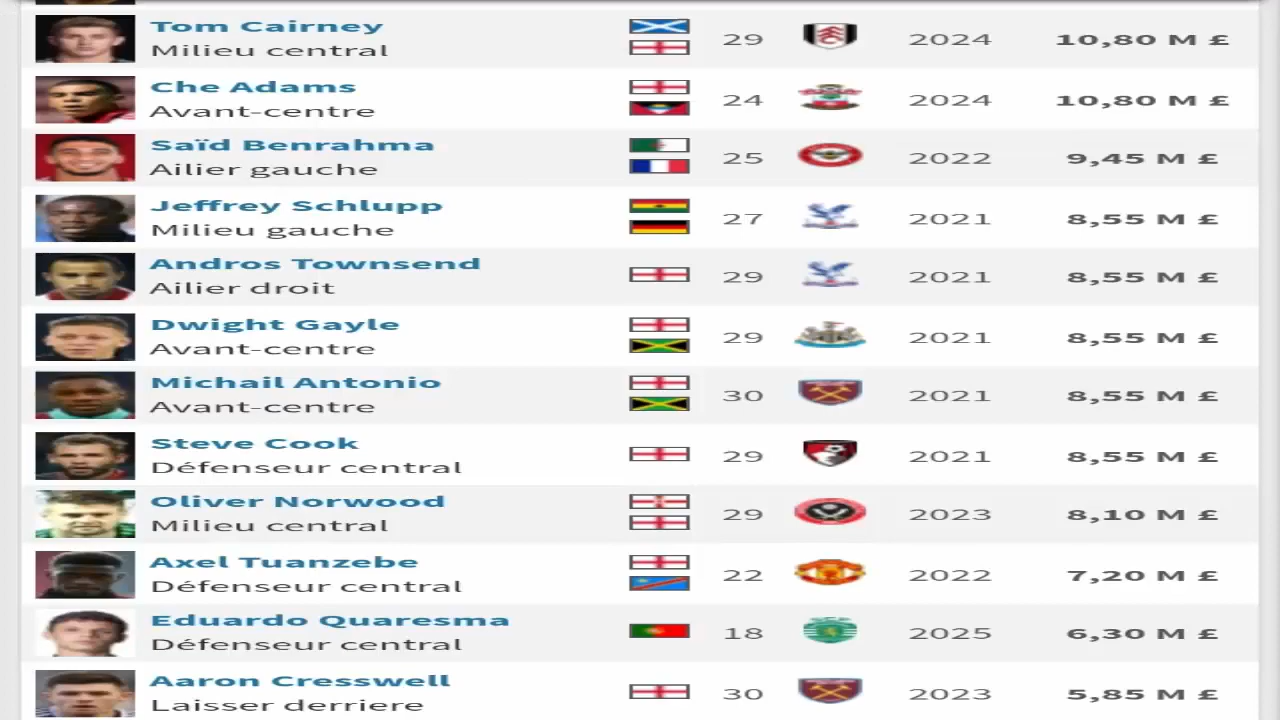 Tom Cairney
Milieu central
29 2024 10,80 M £
Che Adams
Avant-centre
24 2024 10,80 M £
Saïd Benrahma
Ailier gauche
25 2022 9,45 M £
Jeffrey Schlupp
Milieu gauche
27 2021 8,55 M £
Andros Townsend
Ailier droit
29 2021 8,55 M £
Dwight Gayle
Avant-centre
29 2021 8,55 M £
Michail Antonio
Avant-centre
30 2021 8,55 M £
Steve Cook
Défenseur central
29 2021 8,55 M £
Oliver Norwood
Milieu central
29 2023 8,10 M £
Axel Tuanzebe
Défenseur central
22 2022 7,20 M £
Eduardo Quaresma
Défenseur central
18 2025 6,30 M £
Aaron Cresswell
Laisser derriere
30 2023 5,85 M £